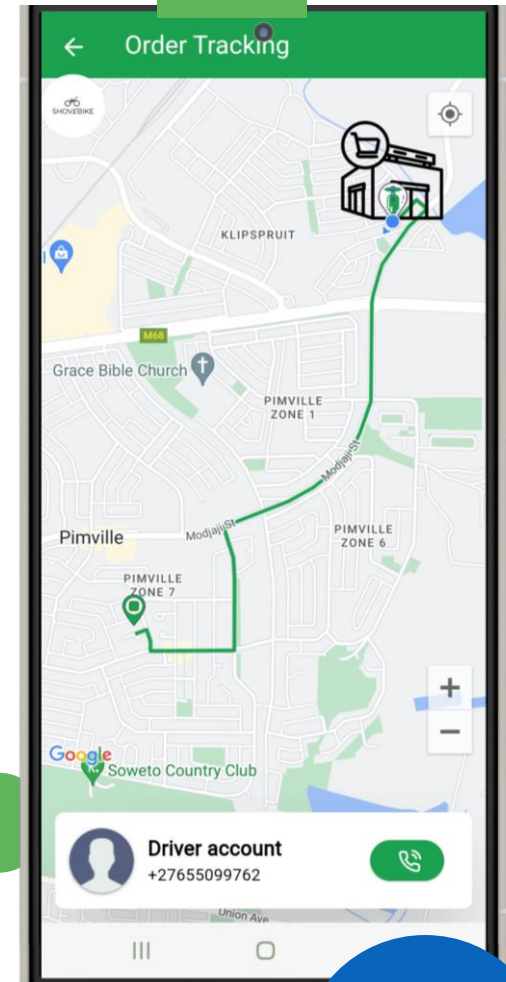 Order Tracking
SHOVEBIKE
KLIPSPRUIT
M68
Grace Bible Church
PIMVILLE
ZONE 1
Modjaji St
Modjaji St
Pimville
PIMVILLE
ZONE 6
PIMVILLE
ZONE 7
Google
Soweto Country Club
Driver account
+27655099762
Union Ave